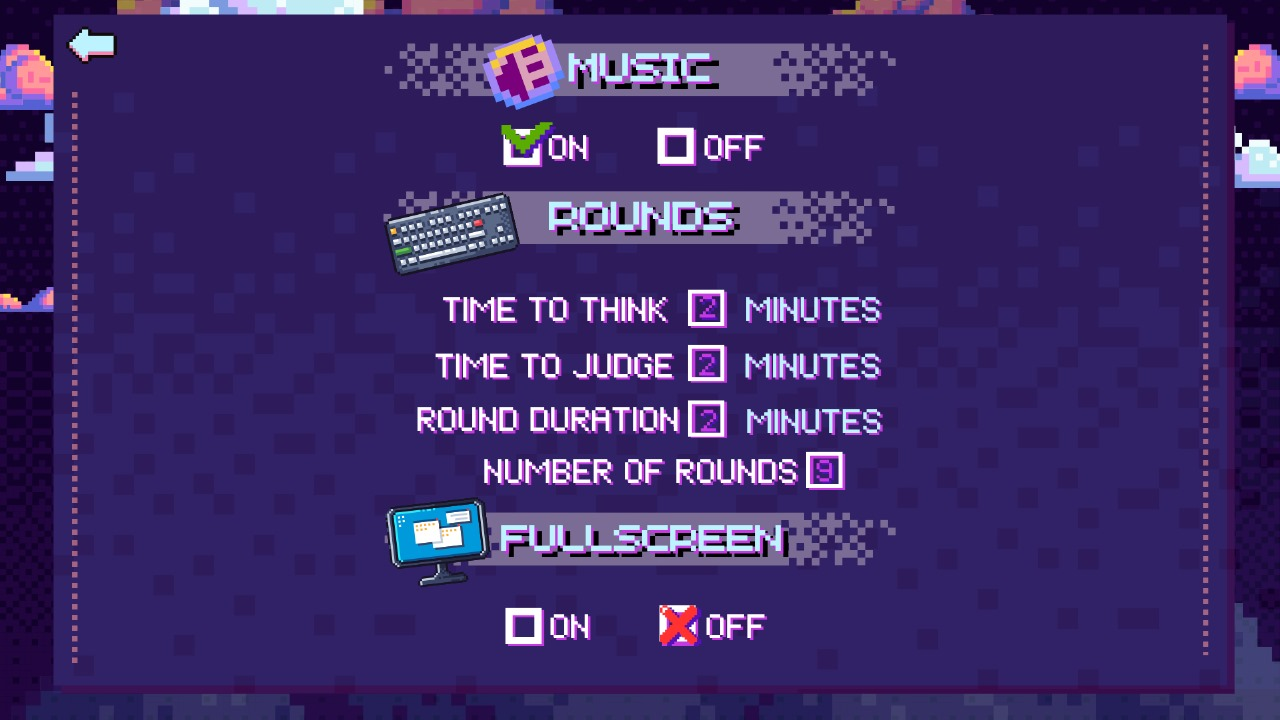 MUSIC
ON OFF
ROUNDS
TIME TO THINK 2 MINUTES
TIME TO JUDGE 2 MINUTES
ROUND DURATION 2 MINUTES
NUMBER OF ROUNDS 9
FULLSCREEN
ON OFF